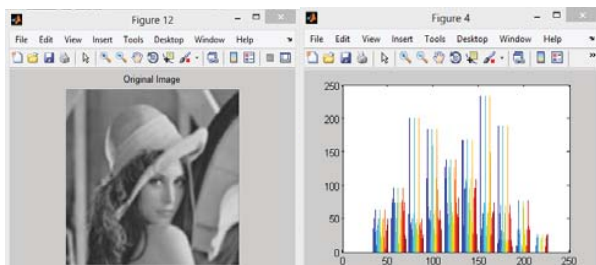 Figure 12
File Edit View Insert Tools Desktop Window Help
Original Image
Figure 4
File Edit View Insert Tools Desktop Window Help
250
200
150
100
50
0
0 50 100 150 200 250